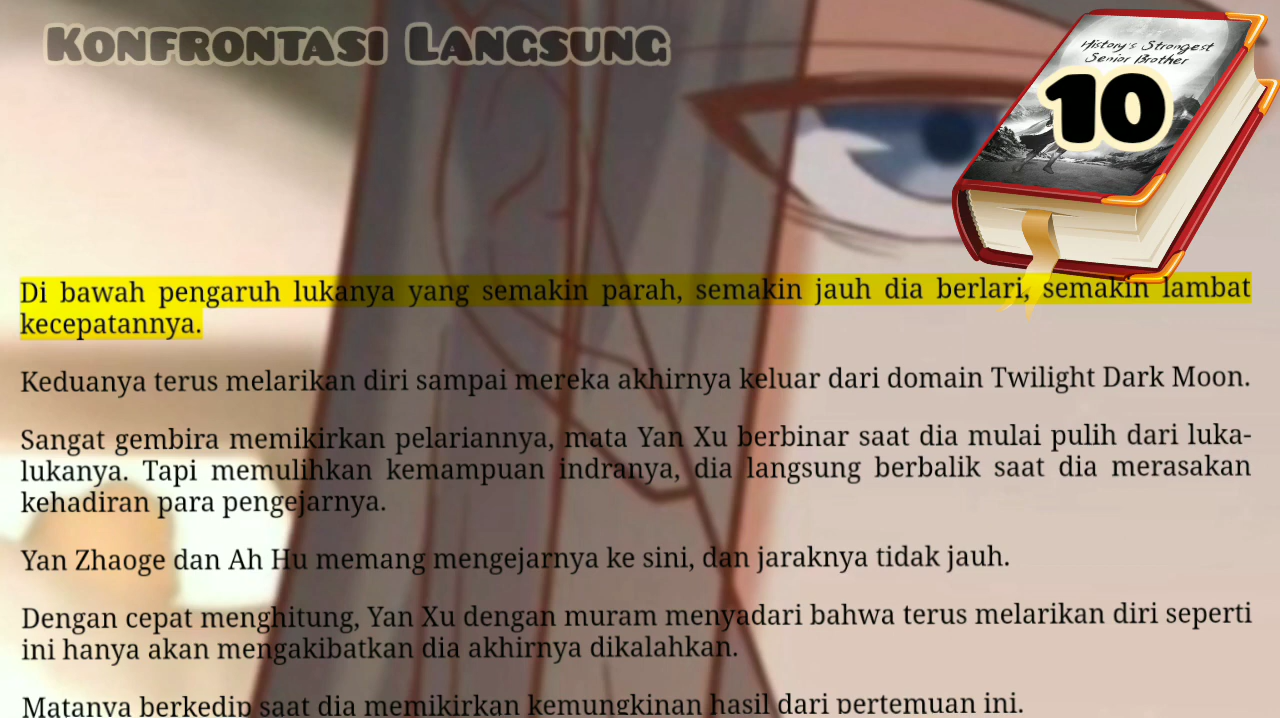 Konfrontasi Langsung
History's Strongest
Senior Brother
10
Di bawah pengaruh lukanya yang semakin parah, semakin jauh dia berlari, semakin lambat
kecepatannya.
Keduanya terus melarikan diri sampai mereka akhirnya keluar dari domain Twilight Dark Moon.
Sangat gembira memikirkan pelariannya, mata Yan Xu berbinar saat dia mulai pulih dari luka-
lukanya. Tapi memulihkan kemampuan indranya, dia langsung berbalik saat dia merasakan
kehadiran para pengejarnya.
Yan Zhaoge dan Ah Hu memang mengejarnya ke sini, dan jaraknya tidak jauh.
Dengan cepat menghitung, Yan Xu dengan muram menyadari bahwa terus melarikan diri seperti
ini hanya akan mengakibatkan dia akhirnya dikalahkan.
Matanya berkedip saat dia memikirkan kemungkinan hasil dari pertemuan ini.